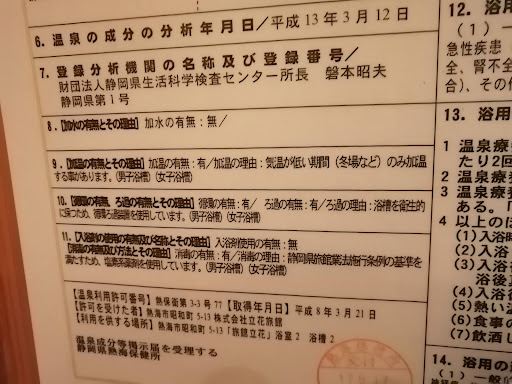 6. 温泉の成分の分析年月日／平成13年3月12日
7. 登録分析機関の名称及び登録番号／
財団法人静岡県生活科学検査センター所長 磐本昭夫
静岡県第1号
8. 【加水の有無とその理由】 加水の有無：無／
9. 【加温の有無とその理由】 加温の有無：有／加温の理由：気温が低い期間（冬場など）のみ加温
する事があります。（男子浴槽）（女子浴槽）
10. 【循環の有無、ろ過の有無とその理由】 循環の有無：有／ ろ過の有無：有／ろ過の理由：浴槽を衛生的
に保つため、循環ろ過装置を使用しています。（男子浴槽）（女子浴槽）
11. 【入浴剤の使用の有無及び名称とその理由】 入浴剤使用の有無：無
【消毒の有無及び方法とその理由】 消毒の有無：有／消毒の理由：静岡県旅館業法施行条例の基準を
満たすため、塩素系薬剤を使用しています。（男子浴槽）（女子浴槽）
【温泉利用許可番号】熱保衛第3-3号77【取得年月日】平成8年3月21日
【許可を受けた者】熱海市昭和町5-13 株式会社立花旅館
【利用を供する場所】熱海市昭和町5-13「旅館立花」浴室2 浴槽2
温泉成分等掲示届を受理する
静岡県熱海保健所
12. 浴用
（1）一般
急性疾患（
全、腎不全
合）、その他
13. 浴用
1 温泉療
たり2回
2 温泉療
3 温泉療
ある。「
4 以上のほ
(1)入浴時
(2)入浴
(3)入浴
浴後
(4)入浴
(5)熱い温
(6)食事の
(7)飲酒し
14. 浴用の
（1）一般的